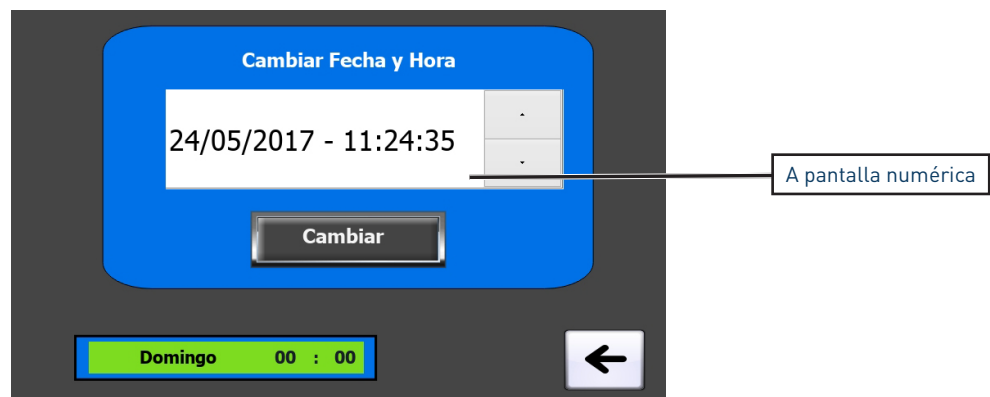 Cambiar Fecha y Hora
24/05/2017 - 11:24:35
A pantalla numérica
Cambiar
Domingo 00 : 00